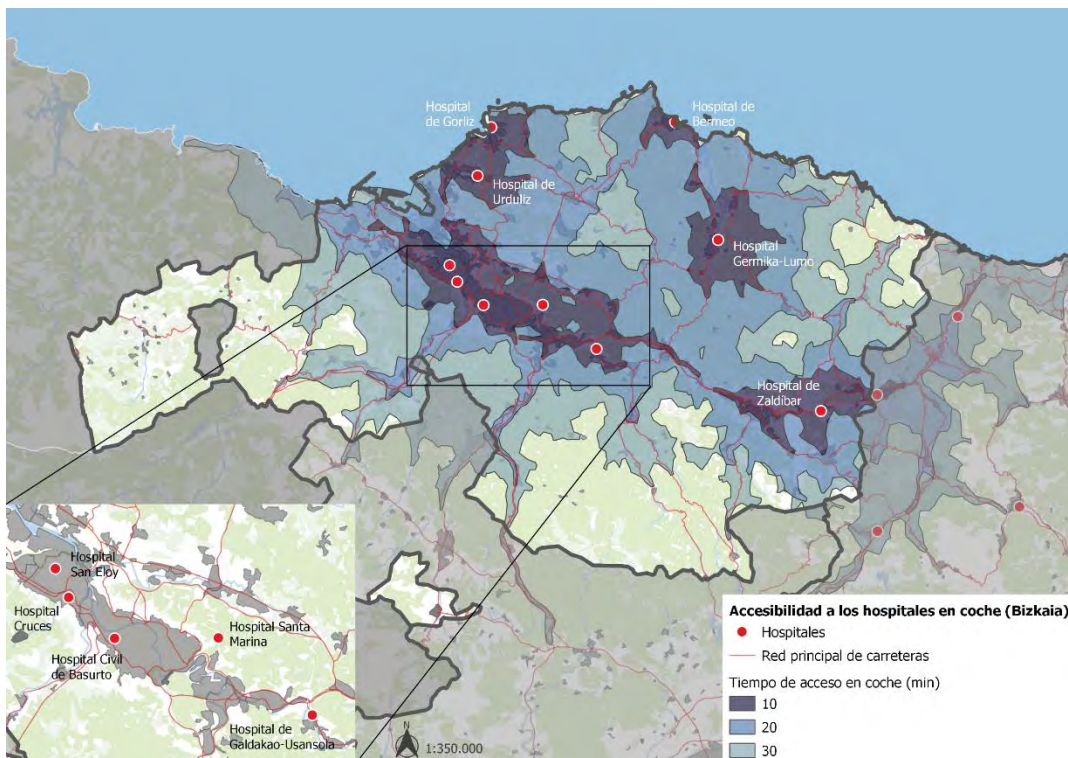 Hospital
de Gorliz
Hospital de
Bermeo
Hospital de
Urduliz
Hospital
Germika-Lumo
Hospital de
Zaldibar
Hospital
San Eloy
Hospital
Cruces
Hospital Santa
Marina
Hospital Civil
de Basurto
Hospital de
Galdakao-Usansola
N
1:350.000
Accesibilidad a los hospitales en coche (Bizkaia)
Hospitales
Red principal de carreteras
Tiempo de acceso en coche (min)
10
20
30